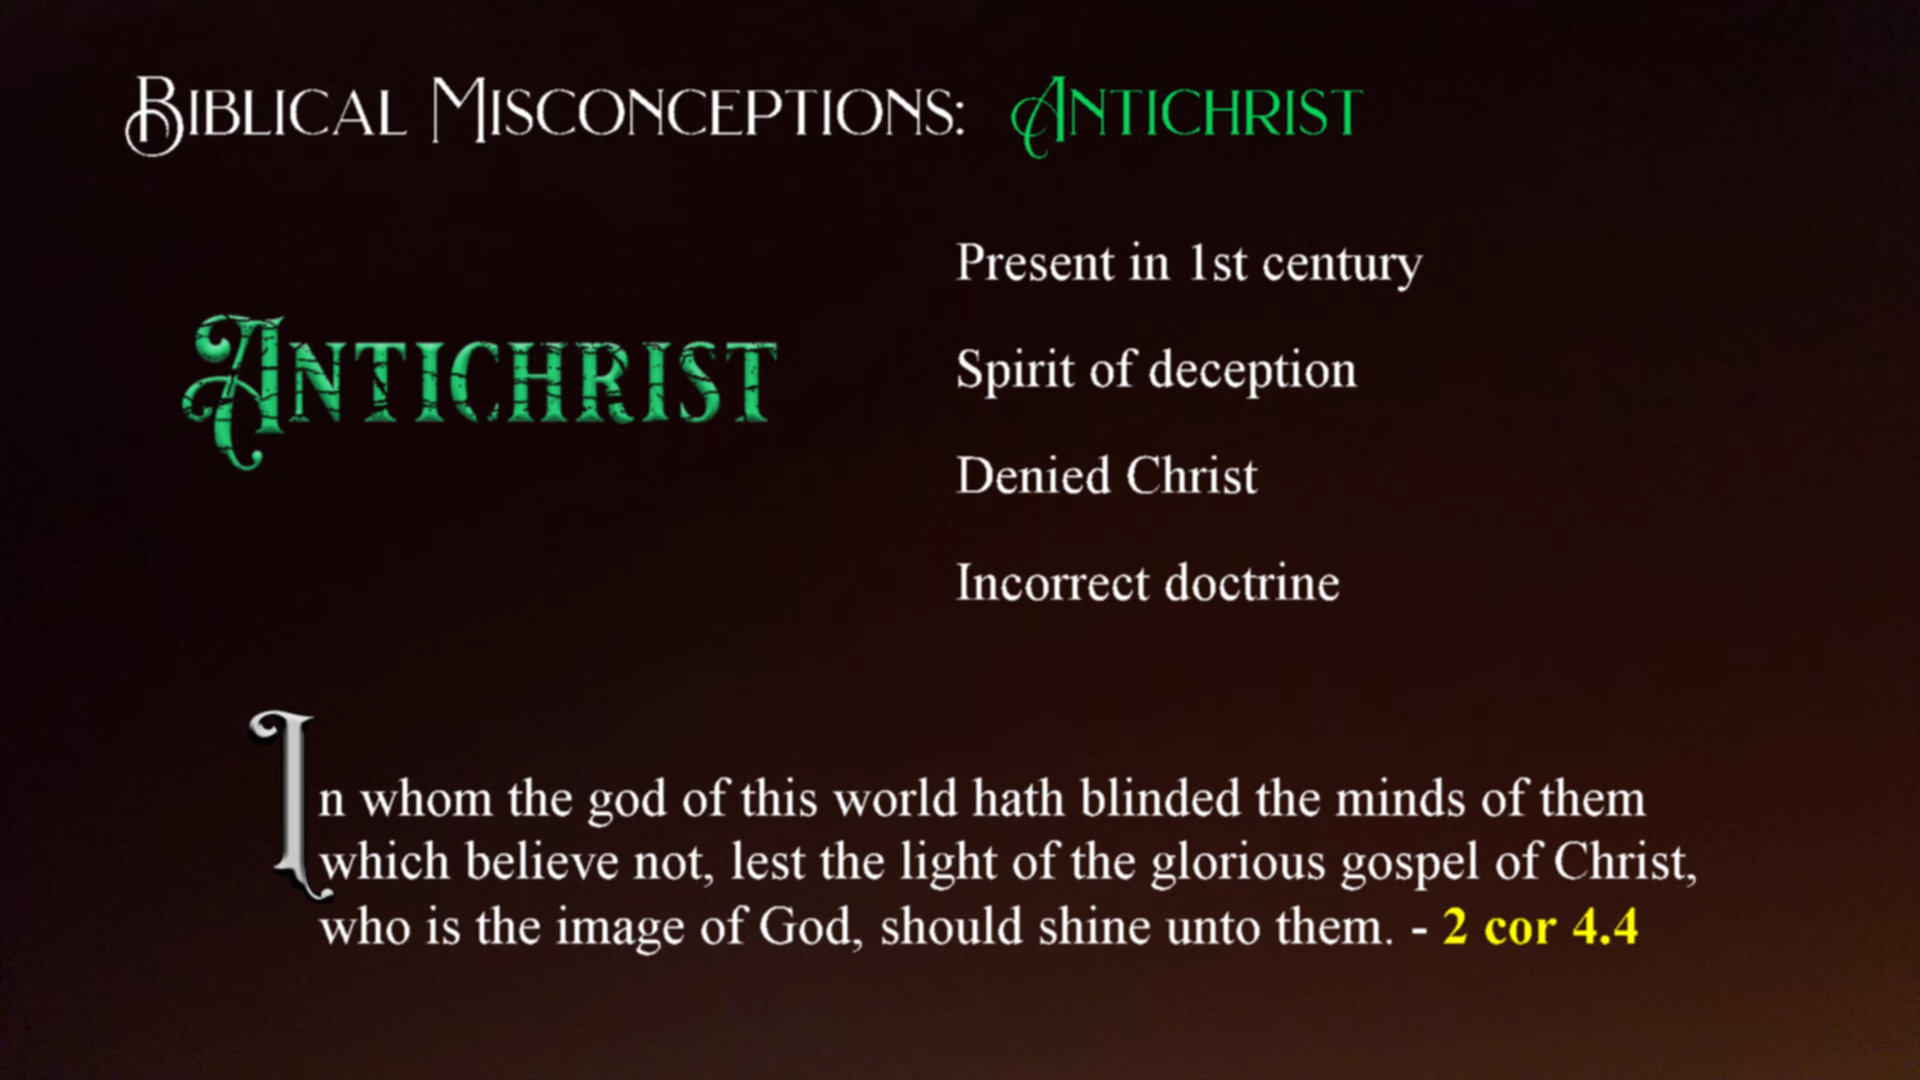 Biblical Misconceptions: Antichrist
Antichrist
Present in 1st century
Spirit of deception
Denied Christ
Incorrect doctrine
In whom the god of this world hath blinded the minds of them
which believe not, lest the light of the glorious gospel of Christ,
who is the image of God, should shine unto them. - 2 cor 4.4